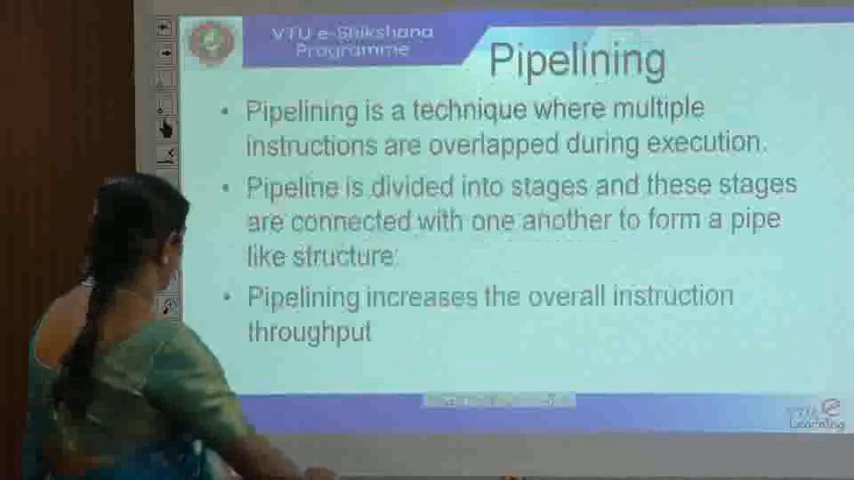 VTU e-Shikshana
Programme
Pipelining
• Pipelining is a technique where multiple
instructions are overlapped during execution.
• Pipeline is divided into stages and these stages
are connected with one another to form a pipe
like structure.
• Pipelining increases the overall instruction
throughput
Learning